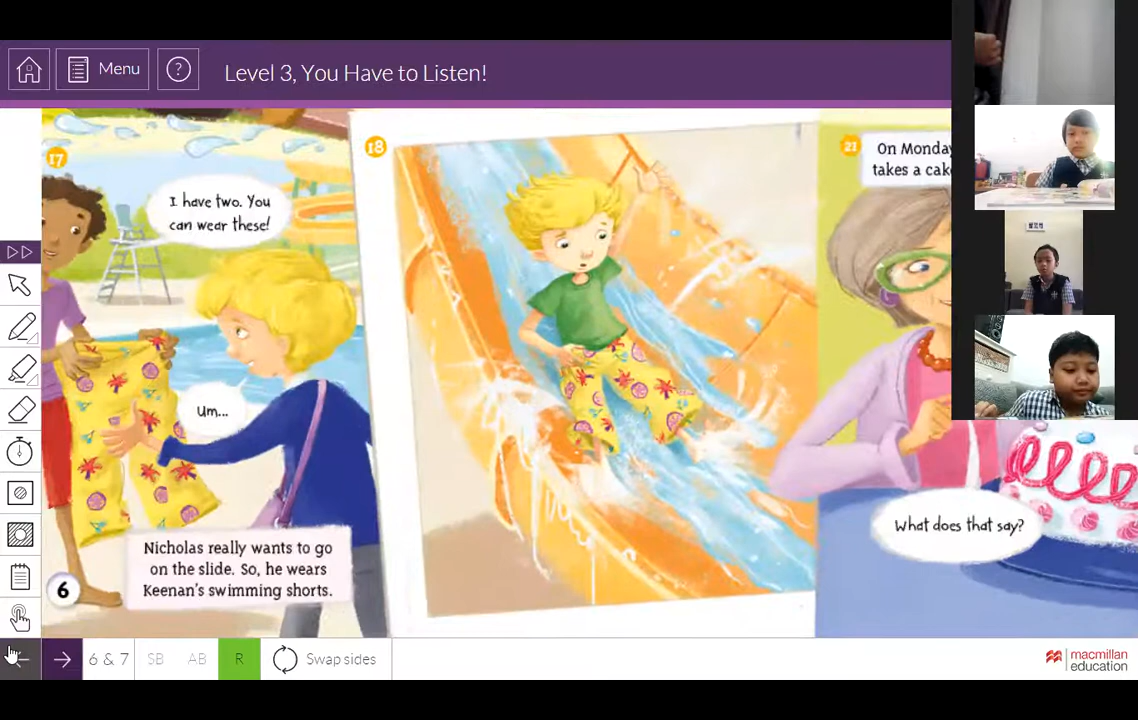 Menu
?
Level 3, You Have to Listen!
17
I have two. You
can wear these!
Um...
Nicholas really wants to go
on the slide. So, he wears
Keenan's swimming shorts.
6
18
21
On Monday
takes a cak
What does that say?
6 & 7
SB
AB
R
Swap sides
macmillan
education